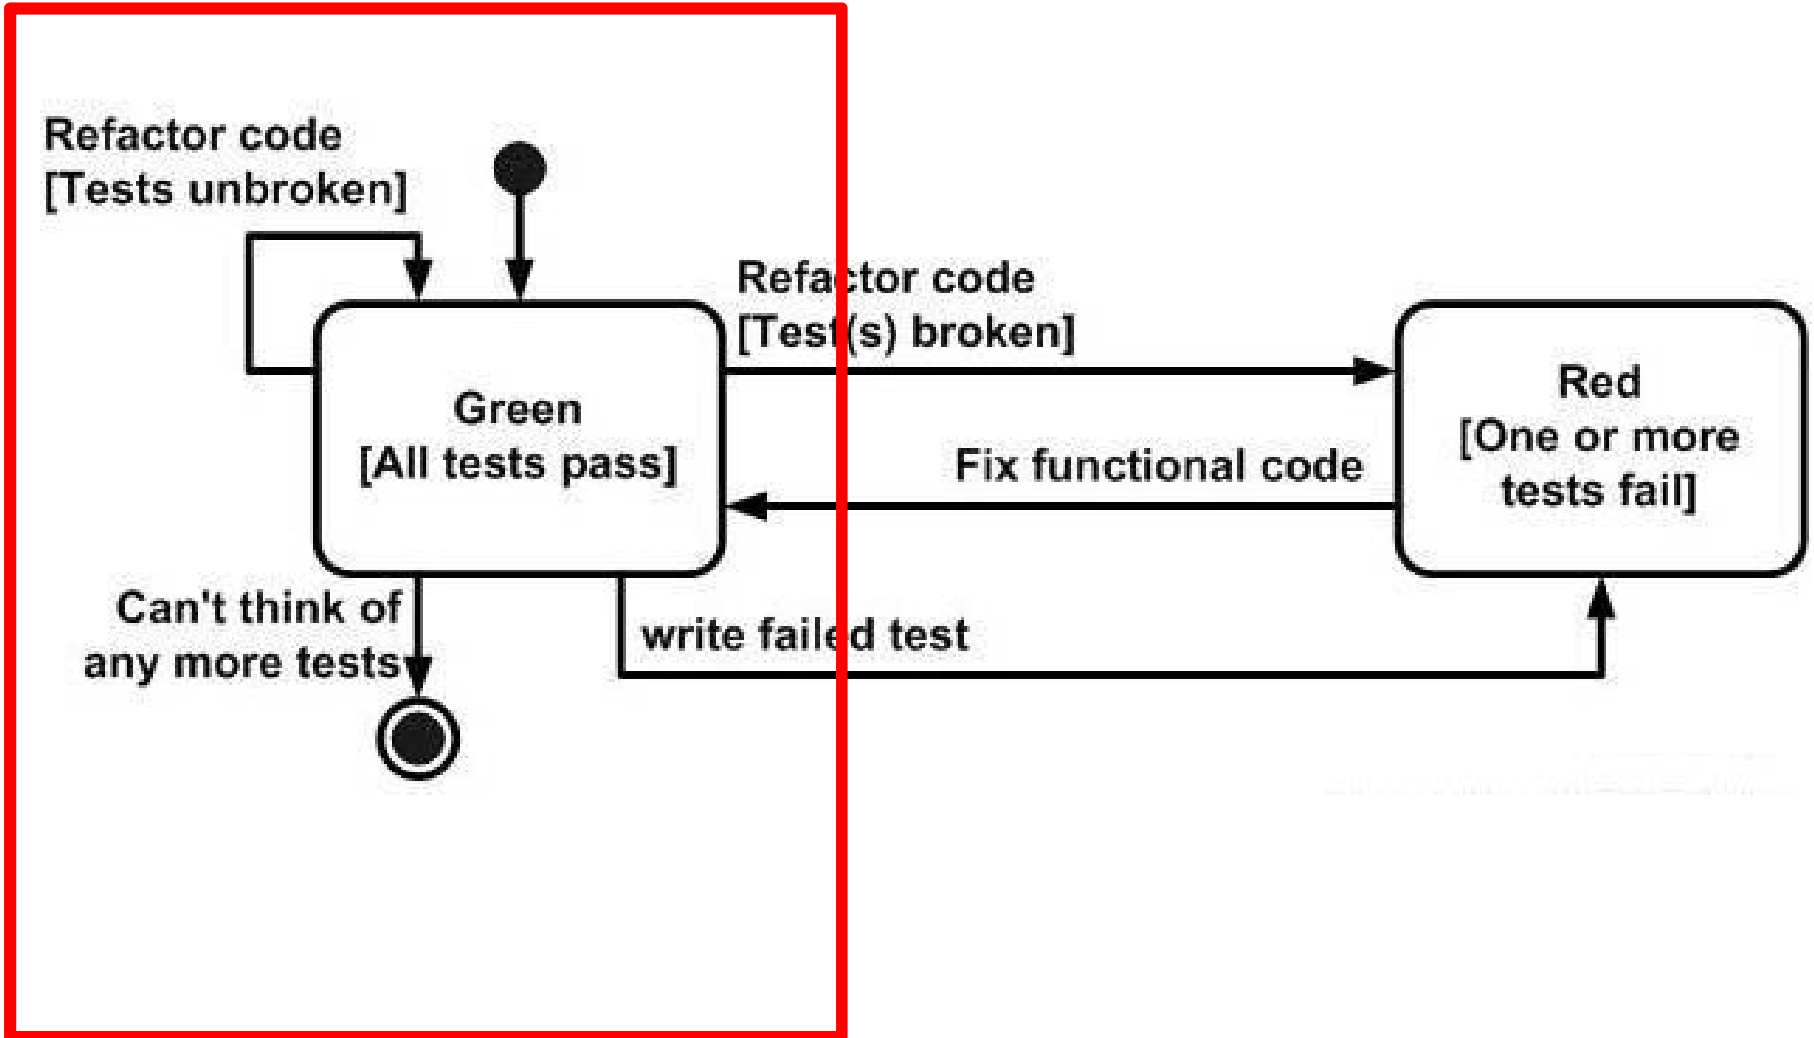 Refactor code
[Tests unbroken]
Refactor code
[Test(s) broken]
Green
[All tests pass]
Red
[One or more
tests fail]
Fix functional code
Can't think of
any more tests
write failed test